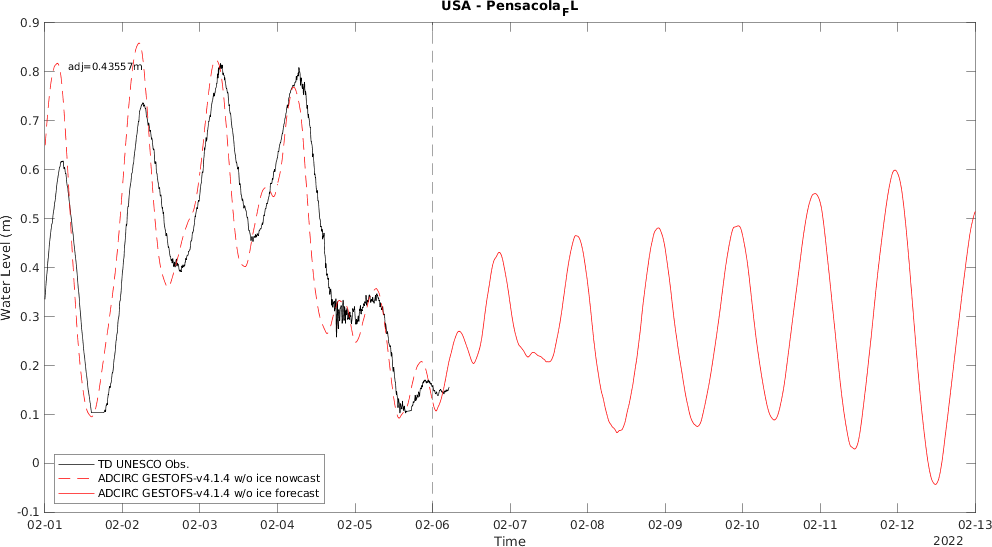 USA - Pensacola_FL
0.9
0.8
0.7
0.6
0.5
0.4
0.3
0.2
0.1
0
-0.1
Water Level (m)
adj=0.43557m
TD UNESCO Obs.
ADCIRC GESTOFS-v4.1.4 w/o ice nowcast
ADCIRC GESTOFS-v4.1.4 w/o ice forecast
02-01 02-02 02-03 02-04 02-05 02-06 02-07 02-08 02-09 02-10 02-11 02-12 02-13
Time
2022